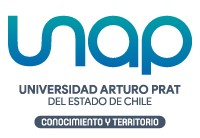 unap
UNIVERSIDAD ARTURO PRAT
DEL ESTADO DE CHILE
CONOCIMIENTO Y TERRITORIO